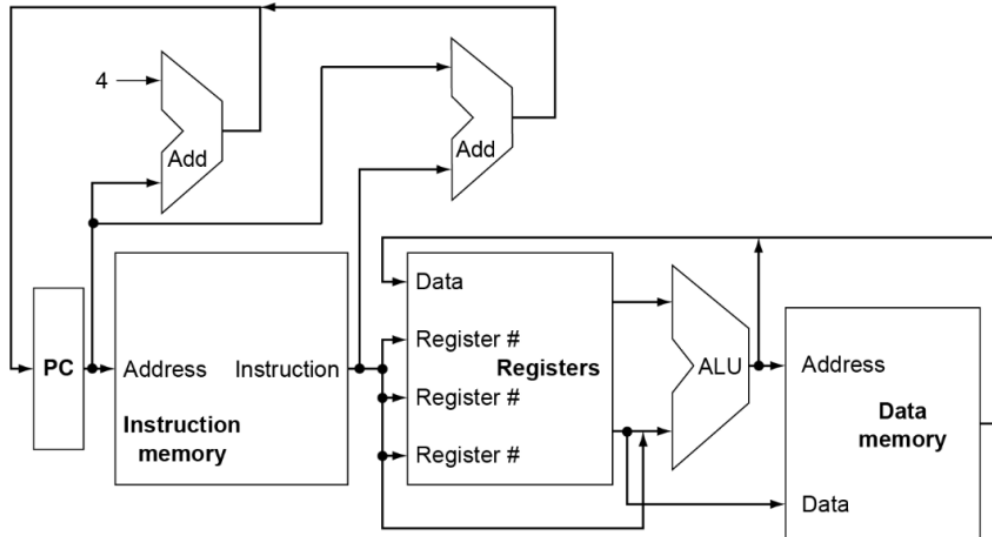 4
Add
Add
PC
Address
Instruction
Instruction
memory
Data
Register #
Registers
Register #
Register #
ALU
Address
Data
memory
Data